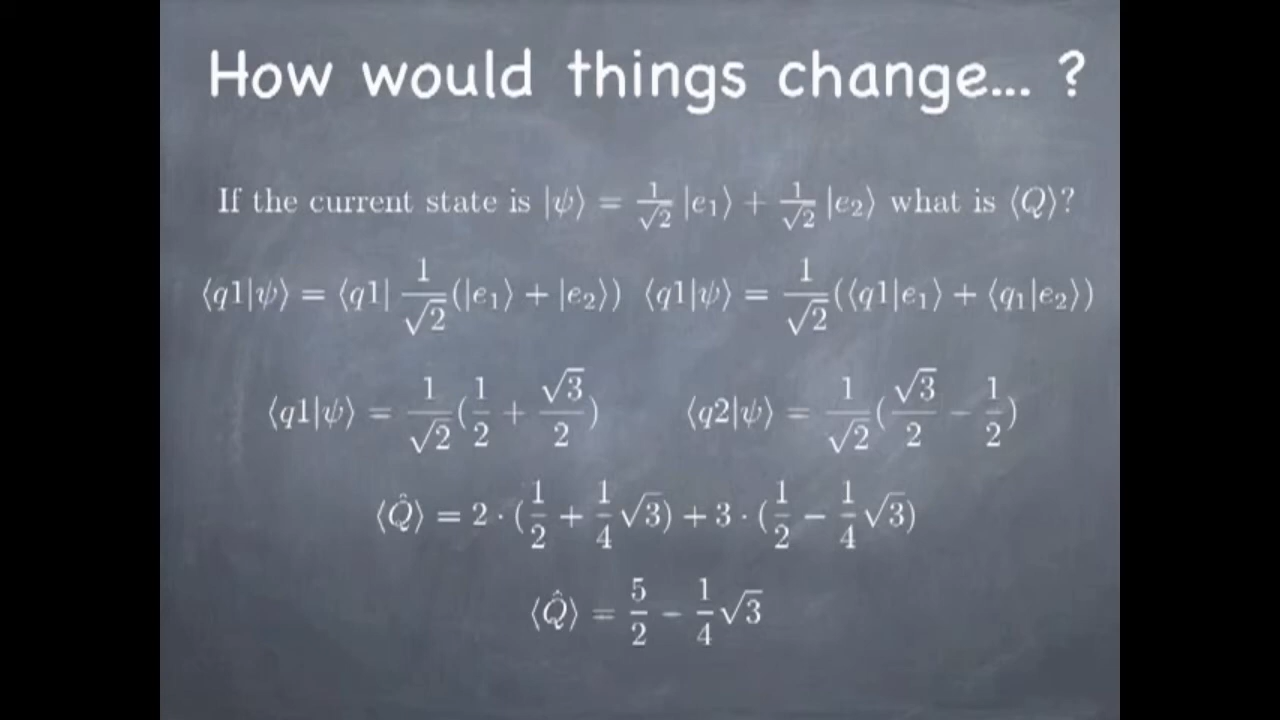 How would things change... ?
If the current state is |ψ⟩ = 1/√2 |e₁⟩ + 1/√2 |e₂⟩ what is ⟨Q⟩?
⟨q1|ψ⟩ = ⟨q1| 1/√2 (|e₁⟩ + |e₂⟩) ⟨q1|ψ⟩ = 1/√2 (⟨q1|e₁⟩ + ⟨q₁|e₂⟩)
⟨q1|ψ⟩ = 1/√2 (1/2 + √3/2) ⟨q2|ψ⟩ = 1/√2 (√3/2 − 1/2)
⟨Q̂⟩ = 2 · (1/2 + 1/4 √3) + 3 · (1/2 − 1/4 √3)
⟨Q̂⟩ = 5/2 − 1/4 √3